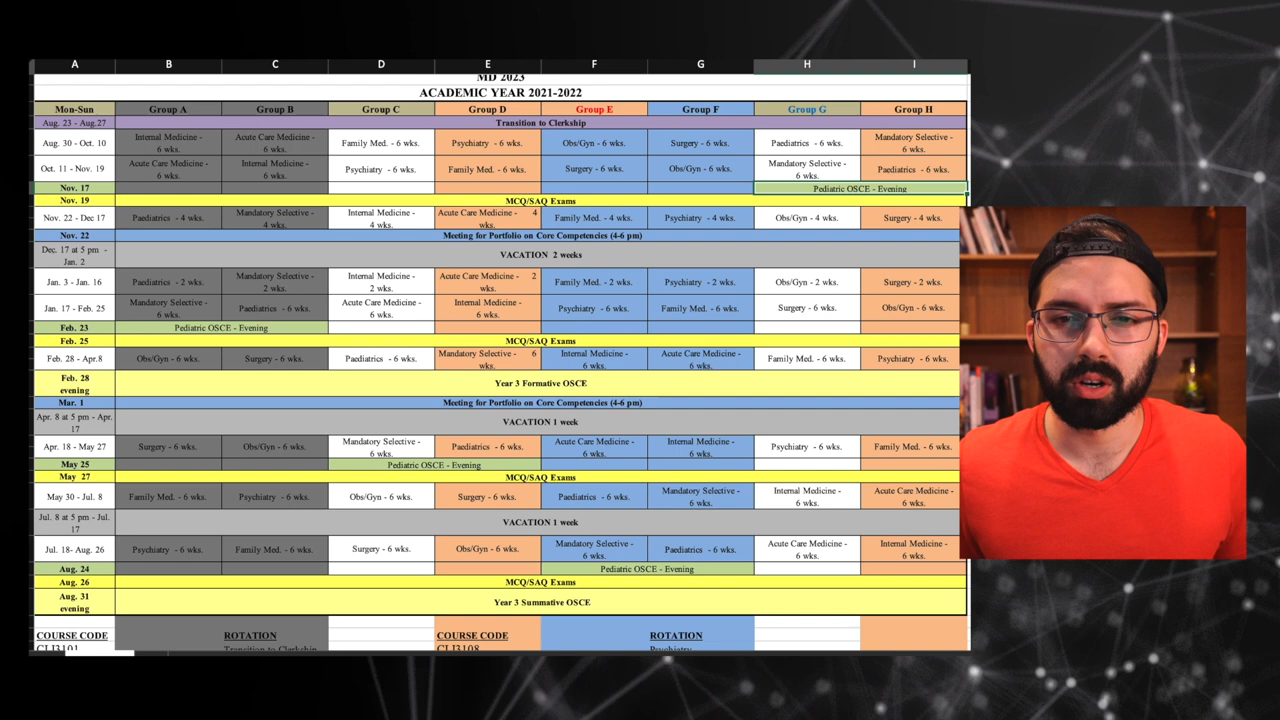 A B C D E F G H I
MD 2023
ACADEMIC YEAR 2021-2022
Mon-Sun Group A Group B Group C Group D Group E Group F Group G Group H
Aug. 23 - Aug.27 Transition to Clerkship
Aug. 30 - Oct. 10 Internal Medicine - 6 wks. Acute Care Medicine - 6 wks. Family Med. - 6 wks. Psychiatry - 6 wks. Obs/Gyn - 6 wks. Surgery - 6 wks. Paediatrics - 6 wks. Mandatory Selective - 6 wks.
Oct. 11 - Nov. 19 Acute Care Medicine - 6 wks. Internal Medicine - 6 wks. Psychiatry - 6 wks. Family Med. - 6 wks. Surgery - 6 wks. Obs/Gyn - 6 wks. Mandatory Selective - 6 wks. Paediatrics - 6 wks.
Nov. 17 Pediatric OSCE - Evening
Nov. 19 MCQ/SAQ Exams
Nov. 22 - Dec 17 Paediatrics - 4 wks. Mandatory Selective - 4 wks. Internal Medicine - 4 wks. Acute Care Medicine - 4 wks. Family Med. - 4 wks. Psychiatry - 4 wks. Obs/Gyn - 4 wks. Surgery - 4 wks.
Nov. 22 Meeting for Portfolio on Core Competencies (4-6 pm)
Dec. 17 at 5 pm - Jan. 2 VACATION 2 weeks
Jan. 3 - Jan. 16 Paediatrics - 2 wks. Mandatory Selective - 2 wks. Internal Medicine - 2 wks. Acute Care Medicine - 2 wks. Family Med. - 2 wks. Psychiatry - 2 wks. Obs/Gyn - 2 wks. Surgery - 2 wks.
Jan. 17 - Feb. 25 Mandatory Selective - 6 wks. Paediatrics - 6 wks. Acute Care Medicine - 6 wks. Internal Medicine - 6 wks. Psychiatry - 6 wks. Family Med. - 6 wks. Surgery - 6 wks. Obs/Gyn - 6 wks.
Feb. 23 Pediatric OSCE - Evening
Feb. 25 MCQ/SAQ Exams
Feb. 28 - Apr.8 Obs/Gyn - 6 wks. Surgery - 6 wks. Paediatrics - 6 wks. Mandatory Selective - 6 wks. Internal Medicine - 6 wks. Acute Care Medicine - 6 wks. Family Med. - 6 wks. Psychiatry - 6 wks.
Feb. 28 evening Year 3 Formative OSCE
Mar. 1 Meeting for Portfolio on Core Competencies (4-6 pm)
Apr. 8 at 5 pm - Apr. 17 VACATION 1 week
Apr. 18 - May 27 Surgery - 6 wks. Obs/Gyn - 6 wks. Mandatory Selective - 6 wks. Paediatrics - 6 wks. Acute Care Medicine - 6 wks. Internal Medicine - 6 wks. Psychiatry - 6 wks. Family Med. - 6 wks.
May 25 Pediatric OSCE - Evening
May 27 MCQ/SAQ Exams
May 30 - Jul. 8 Family Med. - 6 wks. Psychiatry - 6 wks. Obs/Gyn - 6 wks. Surgery - 6 wks. Paediatrics - 6 wks. Mandatory Selective - 6 wks. Internal Medicine - 6 wks. Acute Care Medicine - 6 wks.
Jul. 8 at 5 pm - Jul. 17 VACATION 1 week
Jul. 18- Aug. 26 Psychiatry - 6 wks. Family Med. - 6 wks. Surgery - 6 wks. Obs/Gyn - 6 wks. Mandatory Selective - 6 wks. Paediatrics - 6 wks. Acute Care Medicine - 6 wks. Internal Medicine - 6 wks.
Aug. 24 Pediatric OSCE - Evening
Aug. 26 MCQ/SAQ Exams
Aug. 31 evening Year 3 Summative OSCE
COURSE CODE ROTATION COURSE CODE ROTATION
CLI3101 Transition to Clerkship CLI3108 Psychiatry